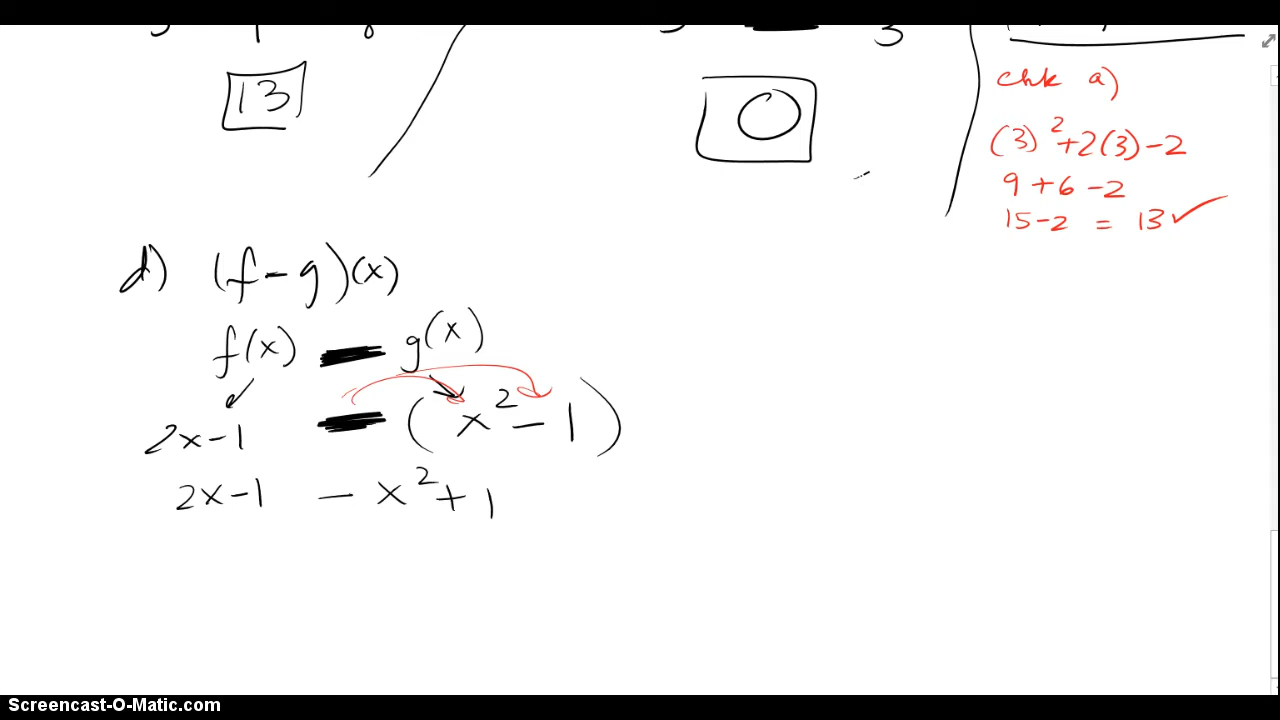 13
0
chk a)
(3)²+2(3)-2
9+6-2
15-2 = 13✓
d) (f-g)(x)
f(x) - g(x)
2x-1 - (x²-1)
2x-1 -x²+1
Screencast-O-Matic.com